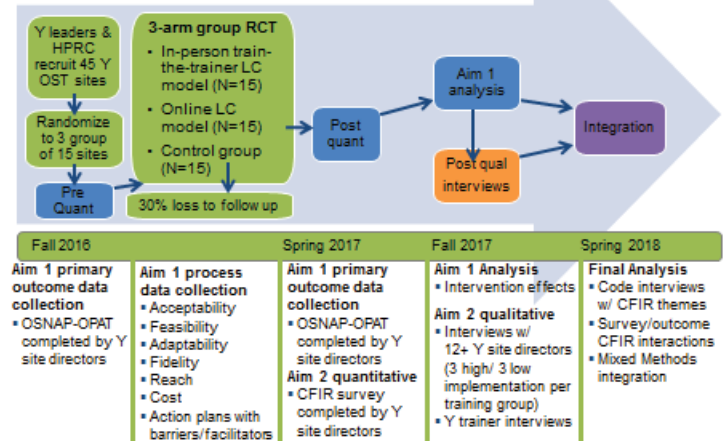 Y leaders &
HPRC
recruit 45 Y
OST sites
Randomize
to 3 group
of 15 sites
Pre
Quant
3-arm group RCT
• In-person train-
the-trainer LC
model (N=15)
• Online LC
model (N=15)
• Control group
(N=15)
30% loss to follow up
Post
quant
Aim 1
analysis
Post qual
interviews
Integration
Fall 2016
Spring 2017
Fall 2017
Spring 2018
Aim 1 primary
outcome data
collection
▪ OSNAP-OPAT
completed by Y
site directors
Aim 1 process
data collection
▪ Acceptability
▪ Feasibility
▪ Adaptability
▪ Fidelity
▪ Reach
▪ Cost
▪ Action plans with
barriers/facilitators
Aim 1 primary
outcome data
collection
▪ OSNAP-OPAT
completed by Y
site directors
Aim 2 quantitative
▪ CFIR survey
completed by Y
site directors
Aim 1 Analysis
▪ Intervention effects
Aim 2 qualitative
▪ Interviews w/
12+ Y site directors
(3 high/ 3 low
implementation per
training group)
▪ Y trainer interviews
Final Analysis
▪ Code interviews
w/ CFIR themes
▪ Survey/outcome
CFIR interactions
▪ Mixed Methods
integration